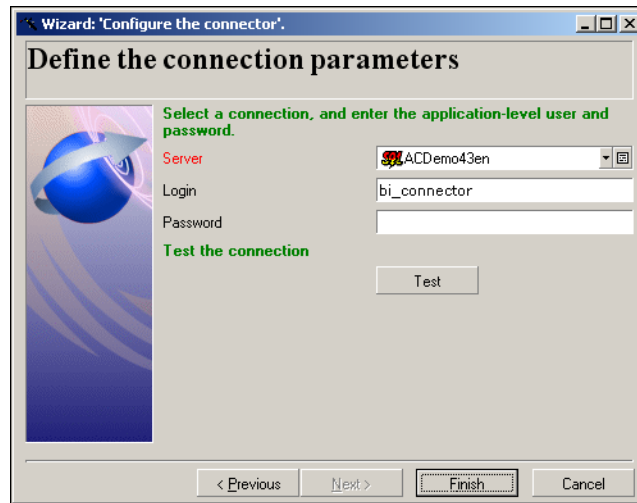 Wizard: 'Configure the connector'.
Define the connection parameters
Select a connection, and enter the application-level user and
password.
Server
SQL ACDemo43en
Login
bi_connector
Password
Test the connection
Test
< Previous
Next >
Finish
Cancel